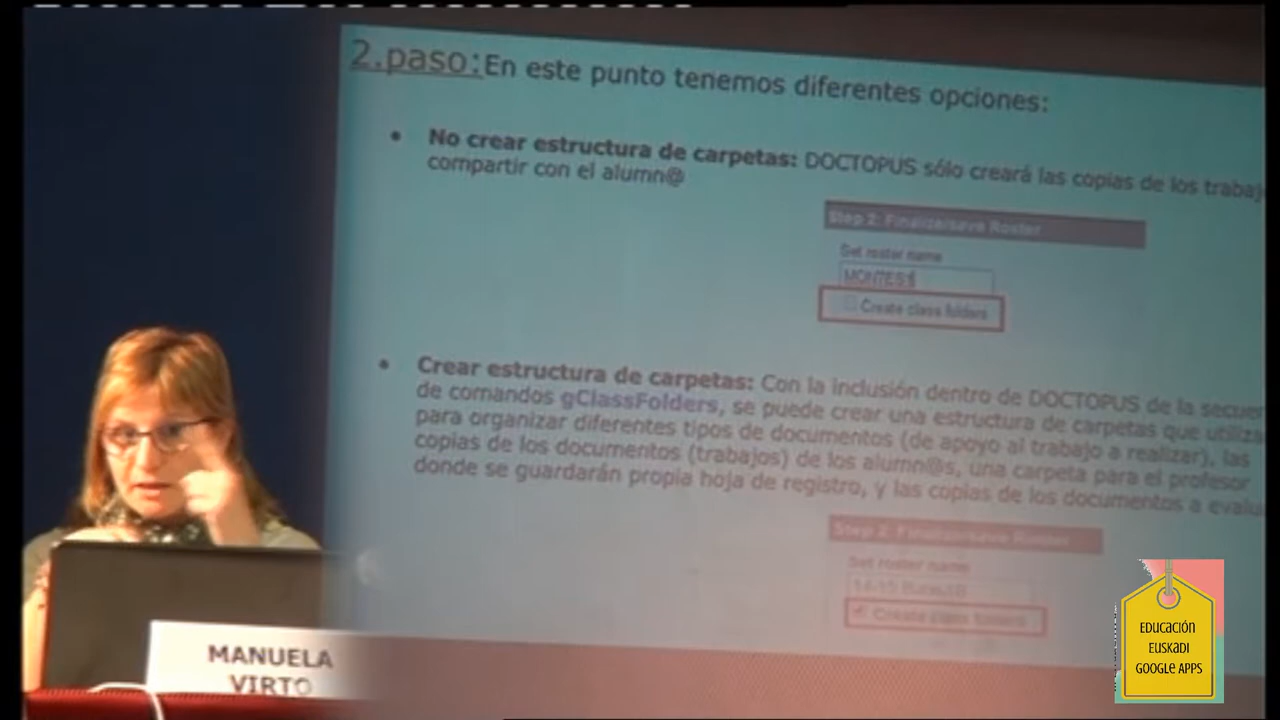 2.paso: En este punto tenemos diferentes opciones:
• No crear estructura de carpetas: DOCTOPUS sólo creará las copias de los
compartir con el alumn@
Step 2: Finalize/save Roster
Set roster name
MONTES
Create class folders
• Crear estructura de carpetas: Con la inclusión dentro de DOCTOPUS de la
de comandos gClassFolders, se puede crear una estructura de carpetas que
para organizar diferentes tipos de documentos (de apoyo al trabajo a realizar), las
copias de los documentos (trabajos) de los alumn@s, una carpeta para el profesor
donde se guardarán propia hoja de registro, y las copias de los documentos a
Step 2: Finalize/save Roster
Set roster name
Create class folders
MANUELA
VIRTO
EDUCACIÓN
EUSKADI
GOOGLE APPS